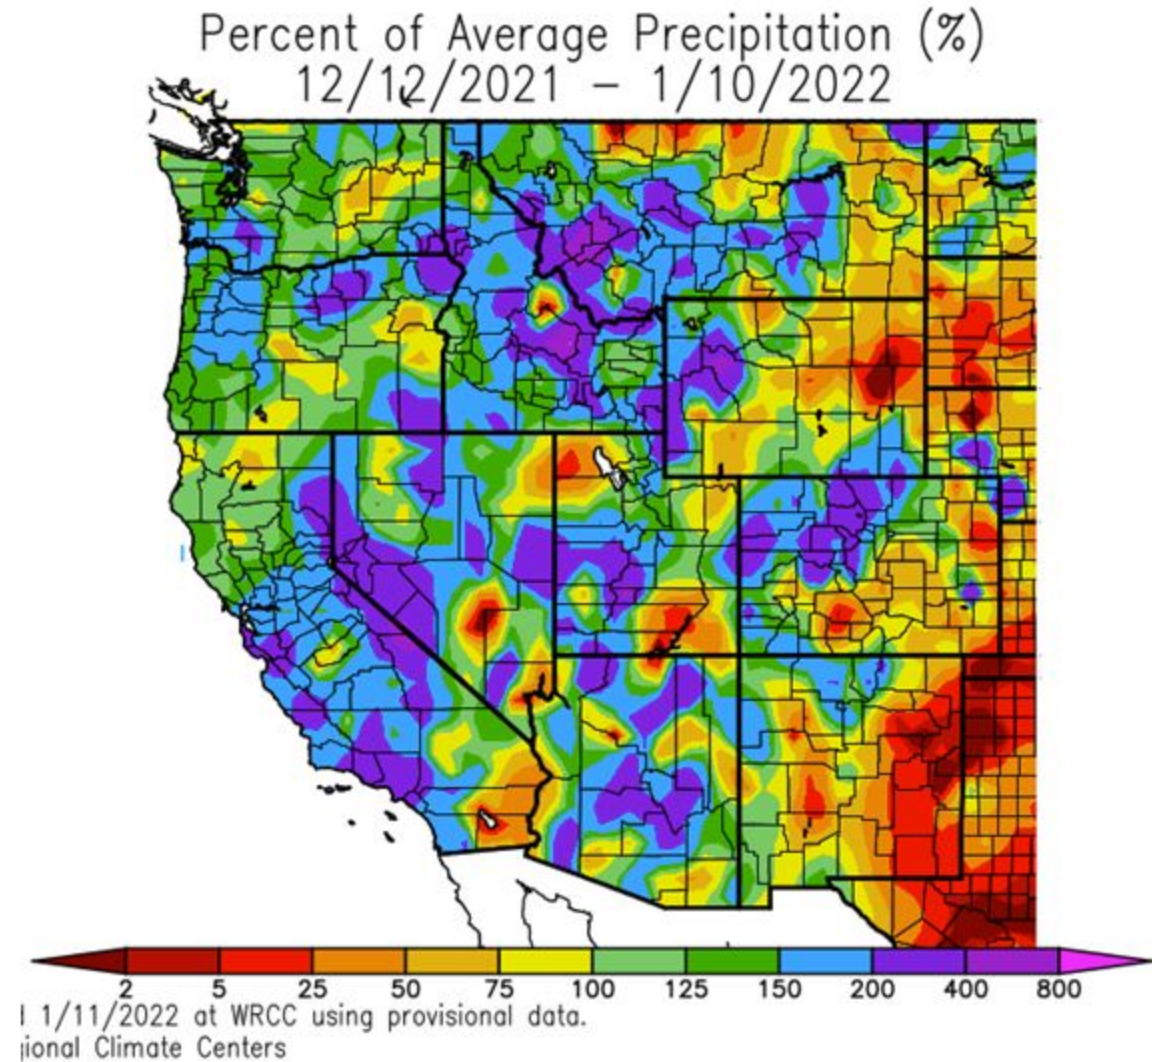 Percent of Average Precipitation (%)
12/12/2021 – 1/10/2022
2 5 25 50 75 100 125 150 200 400 800
1/11/2022 at WRCC using provisional data.
ional Climate Centers